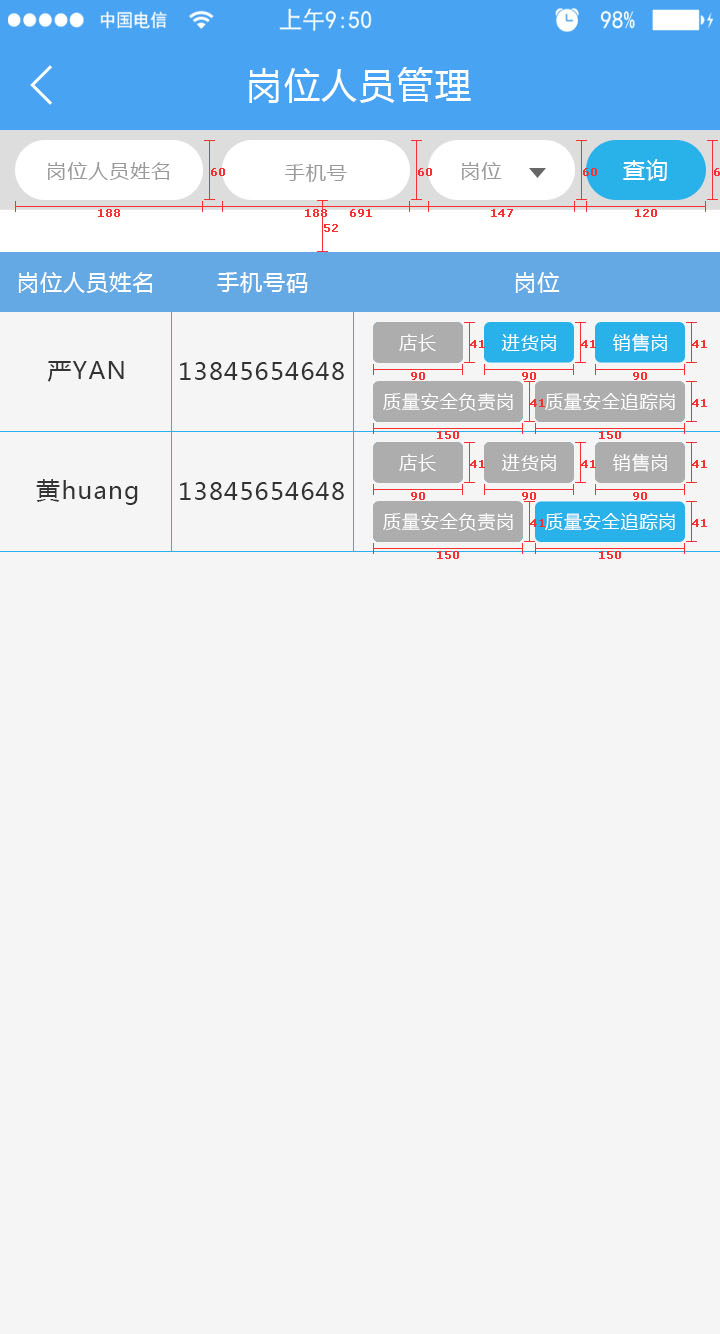 中国电信 上午9:50 98%
岗位人员管理
岗位人员姓名 60 手机号 60 岗位 60 查询 6
188 188 691 147 120
52
岗位人员姓名 手机号码 岗位
店长 41 进货岗 41 销售岗 41
严YAN 13845654648
90 90 90
质量安全负责岗 41 质量安全追踪岗 41
150 150
店长 41 进货岗 41 销售岗 41
黄huang 13845654648
90 90 90
质量安全负责岗 41 质量安全追踪岗 41
150 150